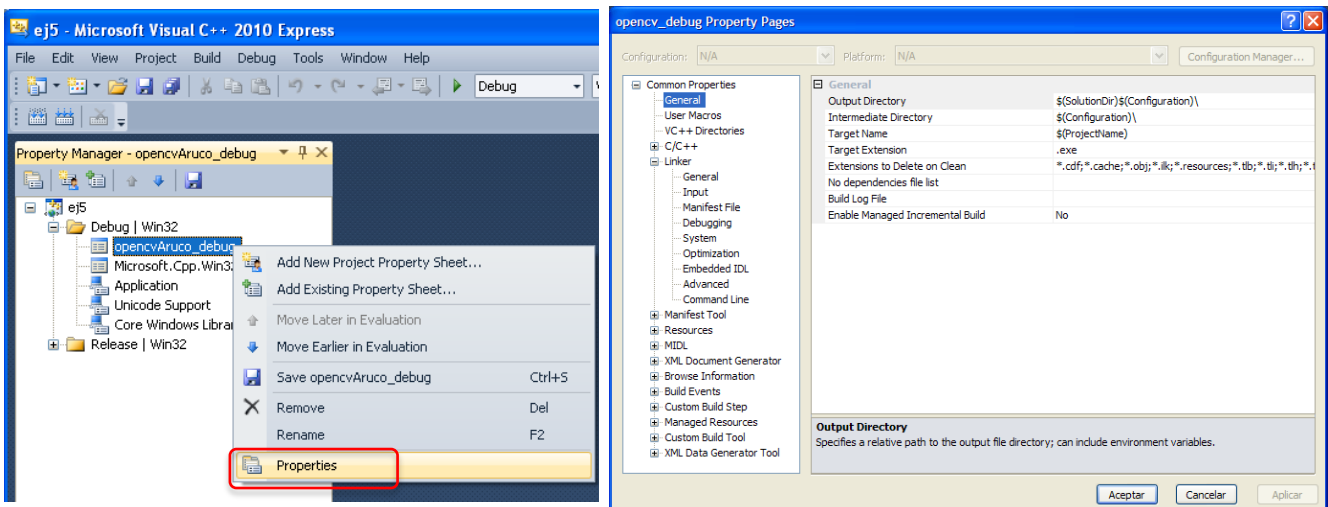 ej5 - Microsoft Visual C++ 2010 Express
File Edit View Project Build Debug Tools Window Help
Debug
Property Manager - opencvAruco_debug
ej5
Debug | Win32
opencvAruco_debug
Microsoft.Cpp.Win32
Application
Unicode Support
Core Windows Librar
Release | Win32
Add New Project Property Sheet...
Add Existing Property Sheet...
Move Later in Evaluation
Move Earlier in Evaluation
Save opencvAruco_debug Ctrl+S
Remove Del
Rename F2
Properties
opencv_debug Property Pages
Configuration: N/A Platform: N/A Configuration Manager...
Common Properties
General
User Macros
VC++ Directories
C/C++
Linker
General
Input
Manifest File
Debugging
System
Optimization
Embedded IDL
Advanced
Command Line
Manifest Tool
Resources
MIDL
XML Document Generator
Browse Information
Build Events
Custom Build Step
Managed Resources
Custom Build Tool
XML Data Generator Tool
General
Output Directory $(SolutionDir)$(Configuration)\
Intermediate Directory $(Configuration)\
Target Name $(ProjectName)
Target Extension .exe
Extensions to Delete on Clean *.cdf;*.cache;*.obj;*.ilk;*.resources;*.tlb;*.tli;*.tlh;*.t
No dependencies file list
Build Log File
Enable Managed Incremental Build No
Output Directory
Specifies a relative path to the output file directory; can include environment variables.
Aceptar Cancelar Aplicar